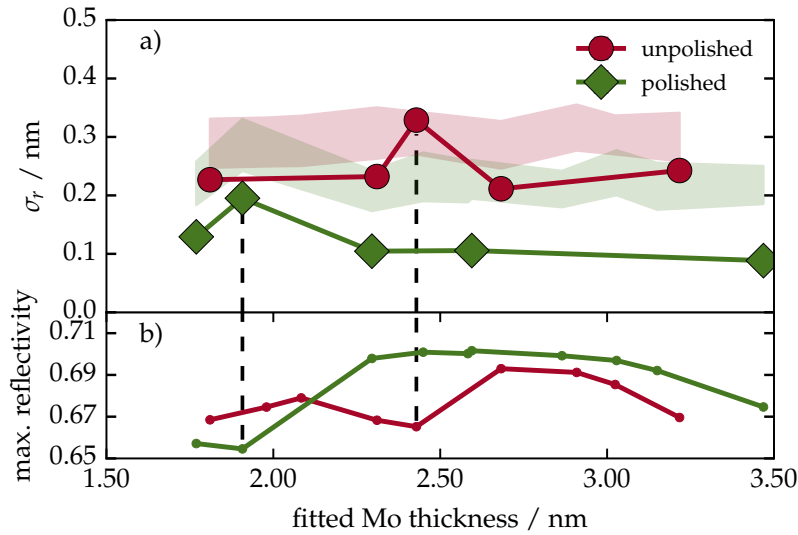 a)
unpolished
polished
0.5
0.4
0.3
0.2
0.1
0.0
σr / nm
b)
0.71
0.69
0.67
0.65
max. reflectivity
1.50 2.00 2.50 3.00 3.50
fitted Mo thickness / nm